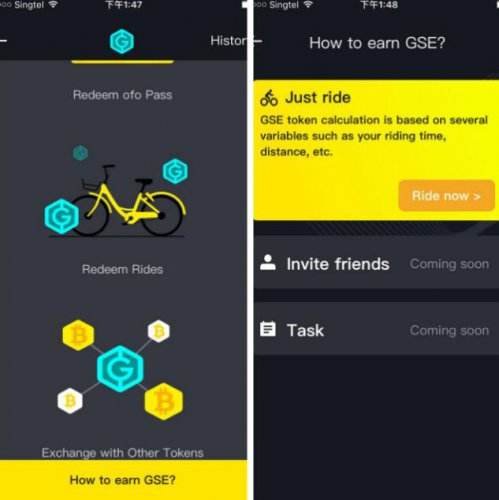 Singtel 下午1:47
Histor
Redeem ofo Pass
Redeem Rides
Exchange with Other Tokens
How to earn GSE?
Singtel 下午1:48
How to earn GSE?
Just ride
GSE token calculation is based on several
variables such as your riding time,
distance, etc.
Ride now >
Invite friends Coming soon
Task Coming soon